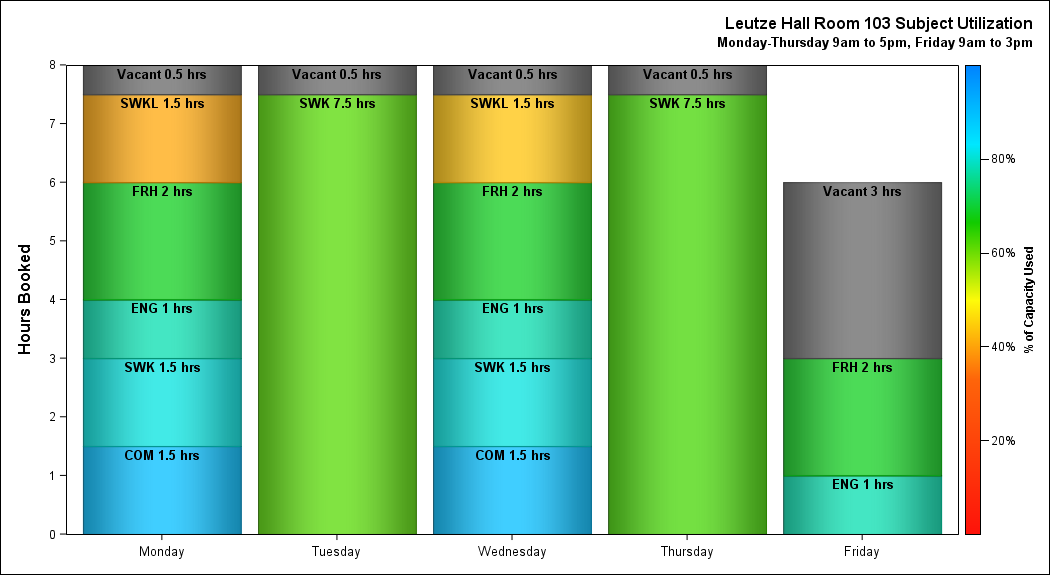 Leutze Hall Room 103 Subject Utilization
Monday-Thursday 9am to 5pm, Friday 9am to 3pm
Hours Booked
8
7
6
5
4
3
2
1
0
Vacant 0.5 hrs
SWKL 1.5 hrs
FRH 2 hrs
ENG 1 hrs
SWK 1.5 hrs
COM 1.5 hrs
Vacant 0.5 hrs
SWK 7.5 hrs
Vacant 0.5 hrs
SWKL 1.5 hrs
FRH 2 hrs
ENG 1 hrs
SWK 1.5 hrs
COM 1.5 hrs
Vacant 0.5 hrs
SWK 7.5 hrs
Vacant 3 hrs
FRH 2 hrs
ENG 1 hrs
Monday
Tuesday
Wednesday
Thursday
Friday
80%
60%
40%
20%
% of Capacity Used